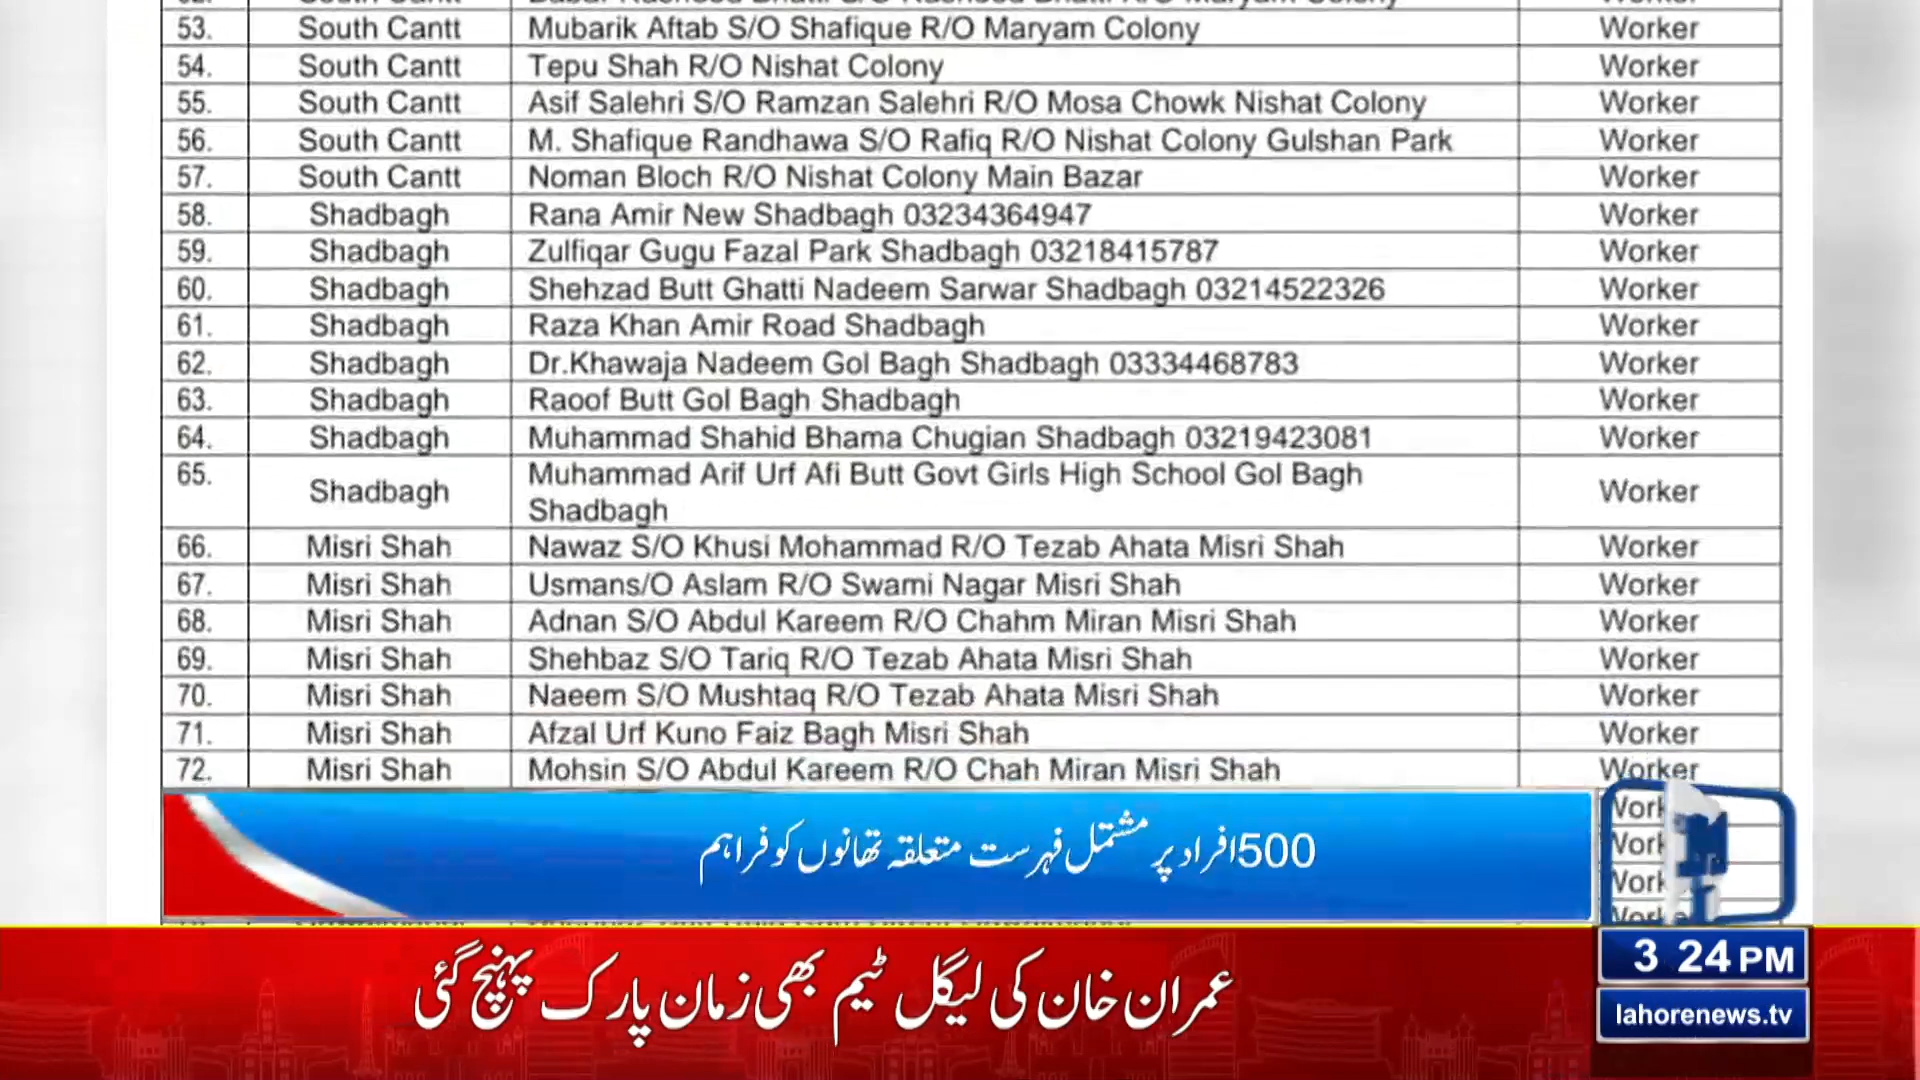 53. South Cantt Mubarik Aftab S/O Shafique R/O Maryam Colony Worker
54. South Cantt Tepu Shah R/O Nishat Colony Worker
55. South Cantt Asif Salehri S/O Ramzan Salehri R/O Mosa Chowk Nishat Colony Worker
56. South Cantt M. Shafique Randhawa S/O Rafiq R/O Nishat Colony Gulshan Park Worker
57. South Cantt Noman Bloch R/O Nishat Colony Main Bazar Worker
58. Shadbagh Rana Amir New Shadbagh 03234364947 Worker
59. Shadbagh Zulfiqar Gugu Fazal Park Shadbagh 03218415787 Worker
60. Shadbagh Shehzad Butt Ghatti Nadeem Sarwar Shadbagh 03214522326 Worker
61. Shadbagh Raza Khan Amir Road Shadbagh Worker
62. Shadbagh Dr.Khawaja Nadeem Gol Bagh Shadbagh 03334468783 Worker
63. Shadbagh Raoof Butt Gol Bagh Shadbagh Worker
64. Shadbagh Muhammad Shahid Bhama Chugian Shadbagh 03219423081 Worker
65. Shadbagh Muhammad Arif Urf Afi Butt Govt Girls High School Gol Bagh Worker
Shadbagh
66. Misri Shah Nawaz S/O Khusi Mohammad R/O Tezab Ahata Misri Shah Worker
67. Misri Shah Usmans/O Aslam R/O Swami Nagar Misri Shah Worker
68. Misri Shah Adnan S/O Abdul Kareem R/O Chahm Miran Misri Shah Worker
69. Misri Shah Shehbaz S/O Tariq R/O Tezab Ahata Misri Shah Worker
70. Misri Shah Naeem S/O Mushtaq R/O Tezab Ahata Misri Shah Worker
71. Misri Shah Afzal Urf Kuno Faiz Bagh Misri Shah Worker
72. Misri Shah Mohsin S/O Abdul Kareem R/O Chah Miran Misri Shah Worker
500افراد پر مشتمل فہرست متعلقہ تھانوں کو فراہم
عمران خان کی لیگل ٹیم بھی زمان پارک پہنچ گئی
3 24 PM
lahorenews.tv